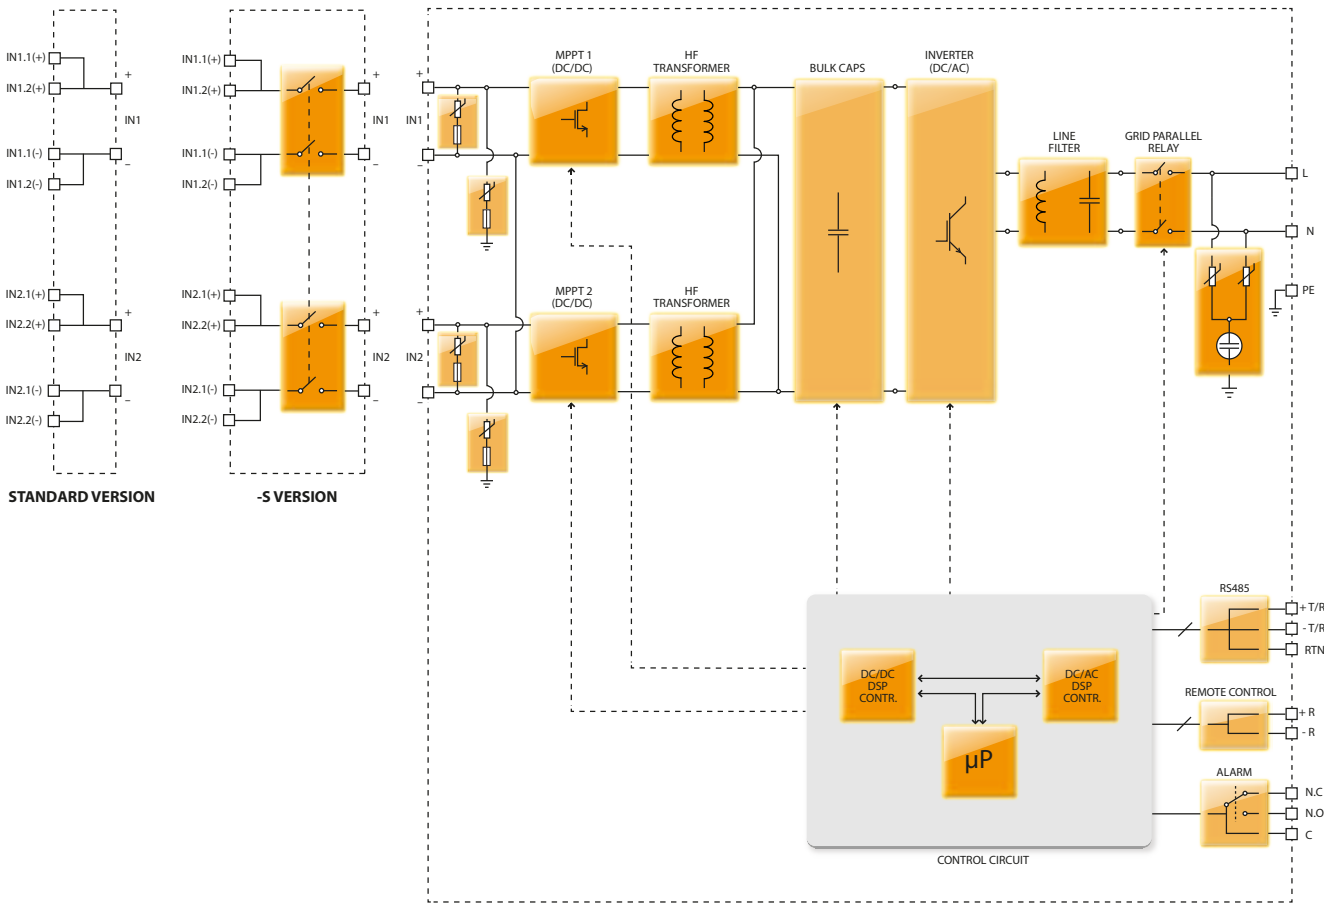 IN1.1(+)
IN1.2(+)
+
IN1
IN1.1(-)
–
IN1.2(-)
IN2.1(+)
+
IN2.2(+)
IN2
IN2.1(-)
–
IN2.2(-)
STANDARD VERSION
IN1.1(+)
+
IN1.2(+)
IN1
IN1.1(-)
–
IN1.2(-)
IN2.1(+)
+
IN2.2(+)
IN2
IN2.1(-)
–
IN2.2(-)
-S VERSION
+
IN1
–
+
IN2
–
MPPT 1
(DC/DC)
HF
TRANSFORMER
BULK CAPS
INVERTER
(DC/AC)
LINE
FILTER
GRID PARALLEL
RELAY
L
N
PE
MPPT 2
(DC/DC)
HF
TRANSFORMER
DC/DC
DSP
CONTR.
DC/AC
DSP
CONTR.
µP
CONTROL CIRCUIT
RS485
+ T/R
- T/R
RTN
REMOTE CONTROL
+ R
- R
ALARM
N.C
N.O
C